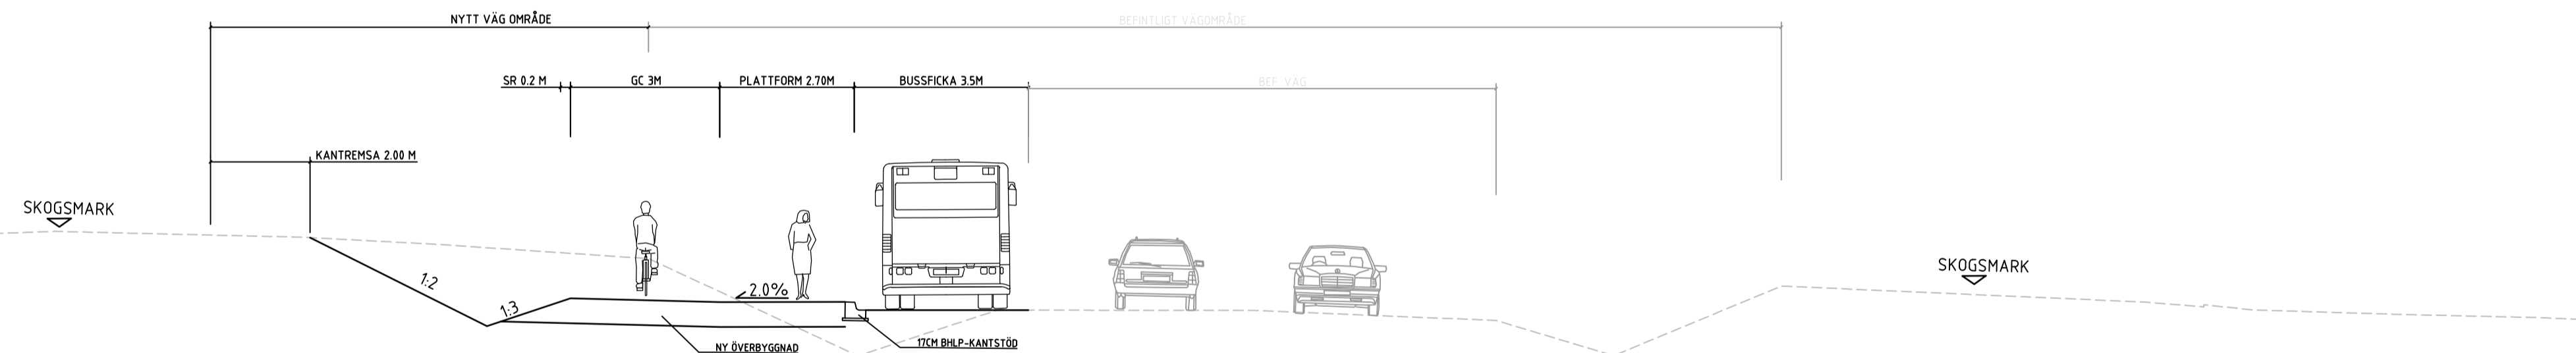 NYTT VÄG OMRÅDE
BEFINTLIGT VÄGOMRÅDE
SR 0.2 M
GC 3M
PLATTFORM 2.70M
BUSSFICKA 3.5M
BEF. VÄG
KANTREMSA 2.00 M
SKOGSMARK
SKOGSMARK
1:2
1:3
2.0%
NY ÖVERBYGGNAD
17CM BHLP-KANTSTÖD